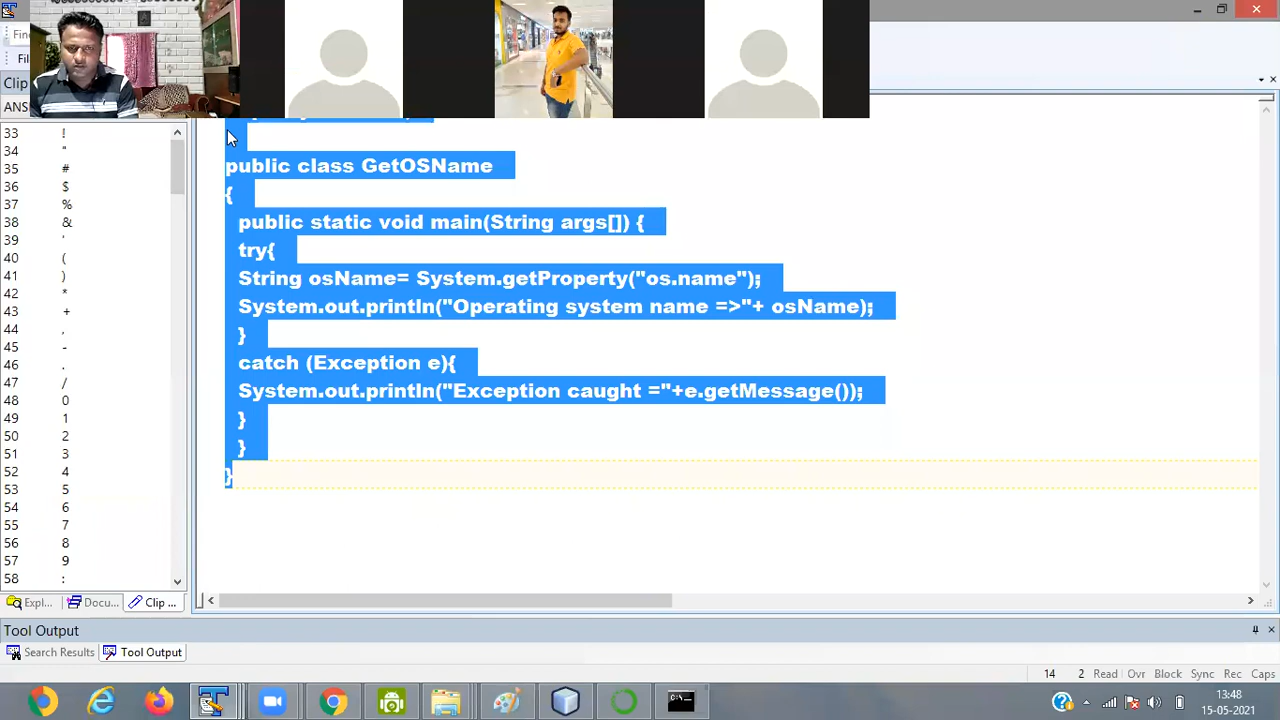 Fin
Fil
Clip
ANS
33 !
34 "
35 #
36 $
37 %
38 &
39 '
40 (
41 )
42 *
43 +
44 ,
45 -
46 .
47 /
48 0
49 1
50 2
51 3
52 4
53 5
54 6
55 7
56 8
57 9
58 :
public class GetOSName
{
public static void main(String args[]) {
try{
String osName= System.getProperty("os.name");
System.out.println("Operating system name =>"+ osName);
}
catch (Exception e){
System.out.println("Exception caught ="+e.getMessage());
}
}
}
Expl... Docu... Clip ...
Tool Output
Search Results Tool Output
14 2 Read Ovr Block Sync Rec Caps
13:48
15-05-2021